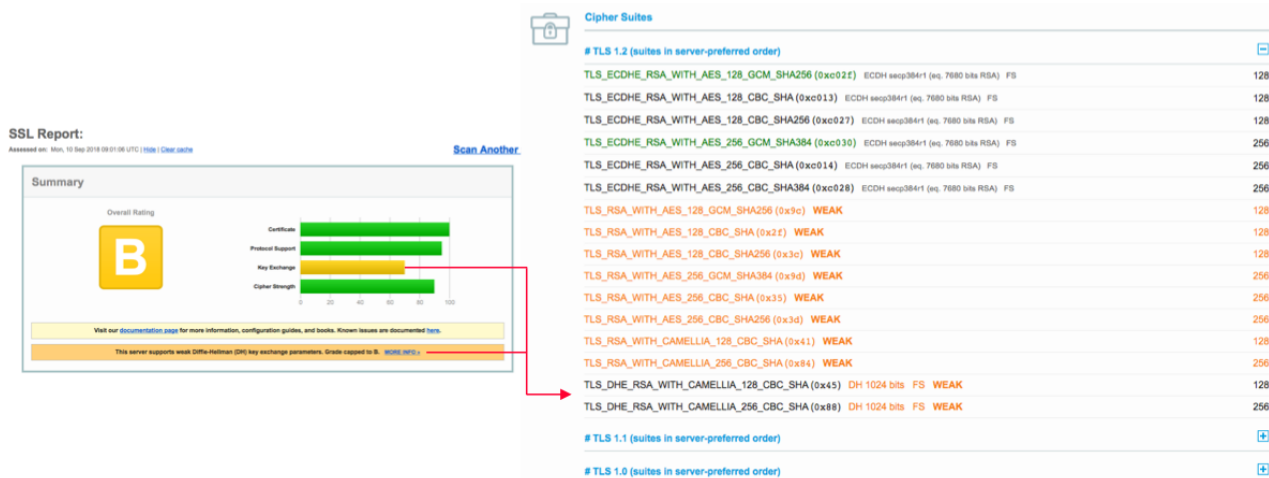 SSL Report:
Assessed on: Mon, 10 Sep 2018 08:01:06 UTC | Hide | Clear cache
Scan Another
Summary
Overall Rating
B
Certificate
Protocol Support
Key Exchange
Cipher Strength
0 20 40 60 80 100
Visit our documentation page for more information, configuration guides, and books. Known issues are documented here.
This server supports weak Diffie-Hellman (DH) key exchange parameters. Grade capped to B. MORE INFO »
Cipher Suites
# TLS 1.2 (suites in server-preferred order)
TLS_ECDHE_RSA_WITH_AES_128_GCM_SHA256 (0xc02f) ECDH secp384r1 (eq. 7680 bits RSA) FS 128
TLS_ECDHE_RSA_WITH_AES_128_CBC_SHA (0xc013) ECDH secp384r1 (eq. 7680 bits RSA) FS 128
TLS_ECDHE_RSA_WITH_AES_128_CBC_SHA256 (0xc027) ECDH secp384r1 (eq. 7680 bits RSA) FS 128
TLS_ECDHE_RSA_WITH_AES_256_GCM_SHA384 (0xc030) ECDH secp384r1 (eq. 7680 bits RSA) FS 256
TLS_ECDHE_RSA_WITH_AES_256_CBC_SHA (0xc014) ECDH secp384r1 (eq. 7680 bits RSA) FS 256
TLS_ECDHE_RSA_WITH_AES_256_CBC_SHA384 (0xc028) ECDH secp384r1 (eq. 7680 bits RSA) FS 256
TLS_RSA_WITH_AES_128_GCM_SHA256 (0x9c) WEAK 128
TLS_RSA_WITH_AES_128_CBC_SHA (0x2f) WEAK 128
TLS_RSA_WITH_AES_128_CBC_SHA256 (0x3c) WEAK 128
TLS_RSA_WITH_AES_256_GCM_SHA384 (0x9d) WEAK 256
TLS_RSA_WITH_AES_256_CBC_SHA (0x35) WEAK 256
TLS_RSA_WITH_AES_256_CBC_SHA256 (0x3d) WEAK 256
TLS_RSA_WITH_CAMELLIA_128_CBC_SHA (0x41) WEAK 128
TLS_RSA_WITH_CAMELLIA_256_CBC_SHA (0x84) WEAK 256
TLS_DHE_RSA_WITH_CAMELLIA_128_CBC_SHA (0x45) DH 1024 bits FS WEAK 128
TLS_DHE_RSA_WITH_CAMELLIA_256_CBC_SHA (0x88) DH 1024 bits FS WEAK 256
# TLS 1.1 (suites in server-preferred order)
# TLS 1.0 (suites in server-preferred order)